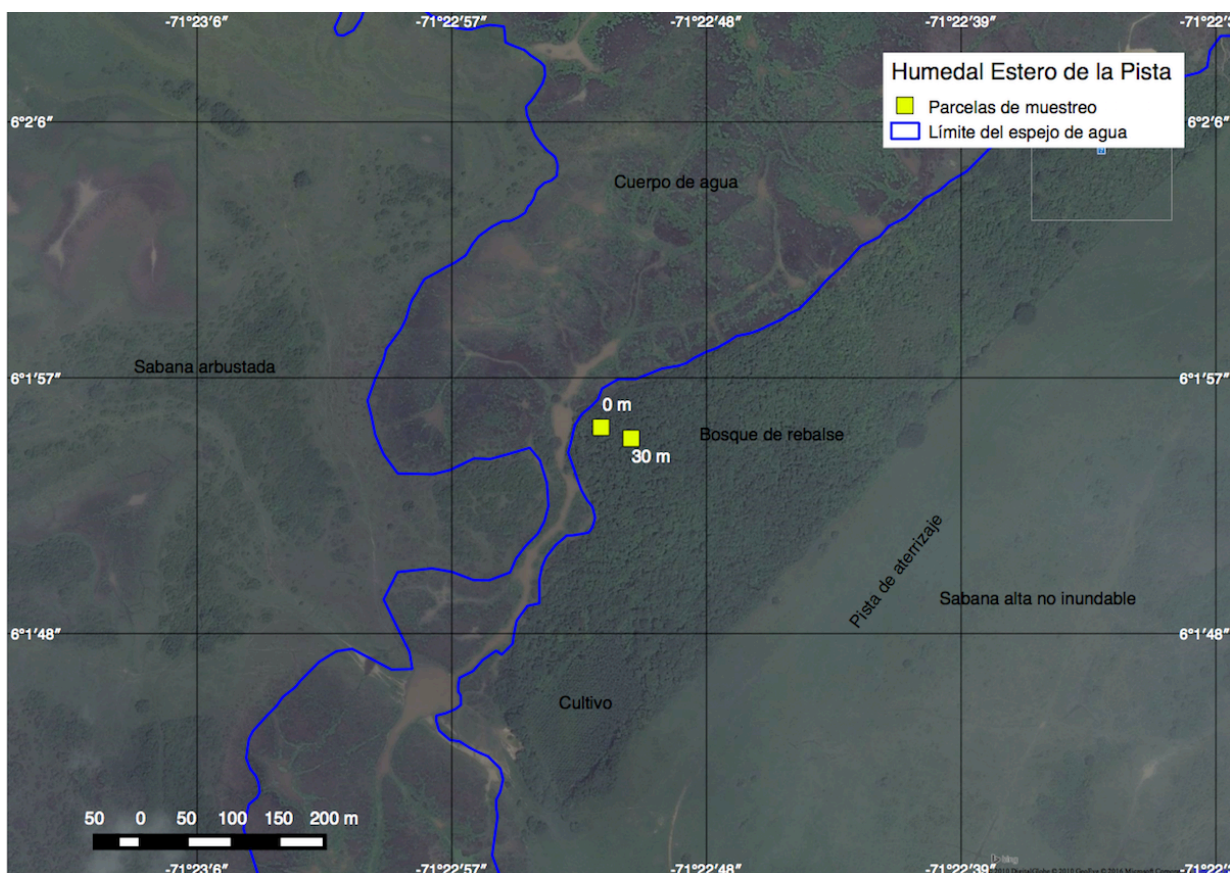 -71°23′6″ -71°22′57″ -71°22′48″ -71°22′39″
Humedal Estero de la Pista
Parcelas de muestreo
Límite del espejo de agua
6°2′6″ 6°2′6″
Cuerpo de agua
Sabana arbustada
6°1′57″ 6°1′57″
0 m
Bosque de rebalse
30 m
Pista de aterrizaje
Sabana alta no inundable
6°1′48″ 6°1′48″
Cultivo
50 0 50 100 150 200 m
-71°23′6″ -71°22′57″ -71°22′48″ -71°22′39″
bing